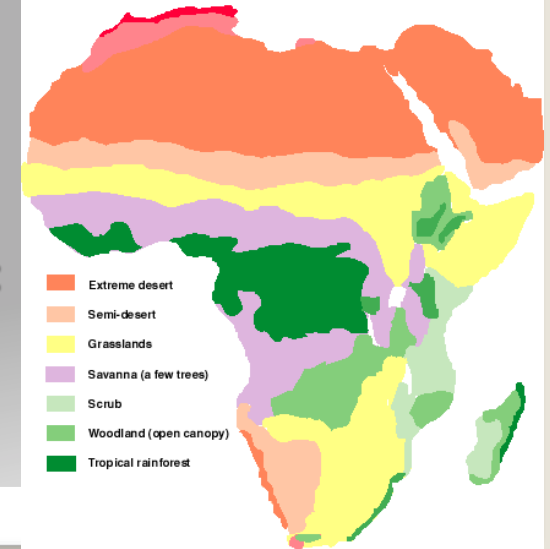 Extreme desert
Semi-desert
Grasslands
Savanna (a few trees)
Scrub
Woodland (open canopy)
Tropical rainforest